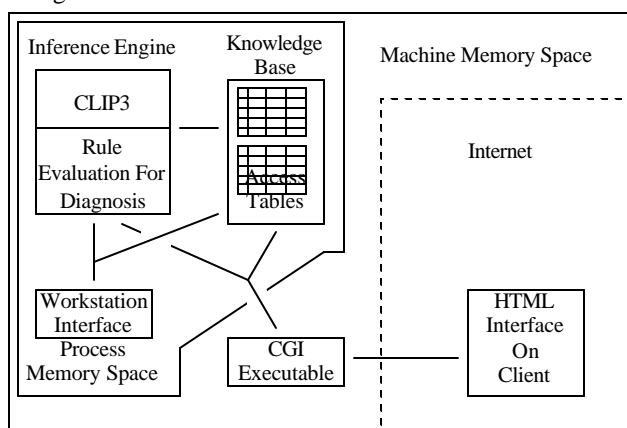 Inference Engine
Knowledge
Base
Machine Memory Space
CLIP3
Rule
Evaluation For
Diagnosis
Access
Tables
Internet
Workstation
Interface
Process
Memory Space
CGI
Executable
HTML
Interface
On
Client